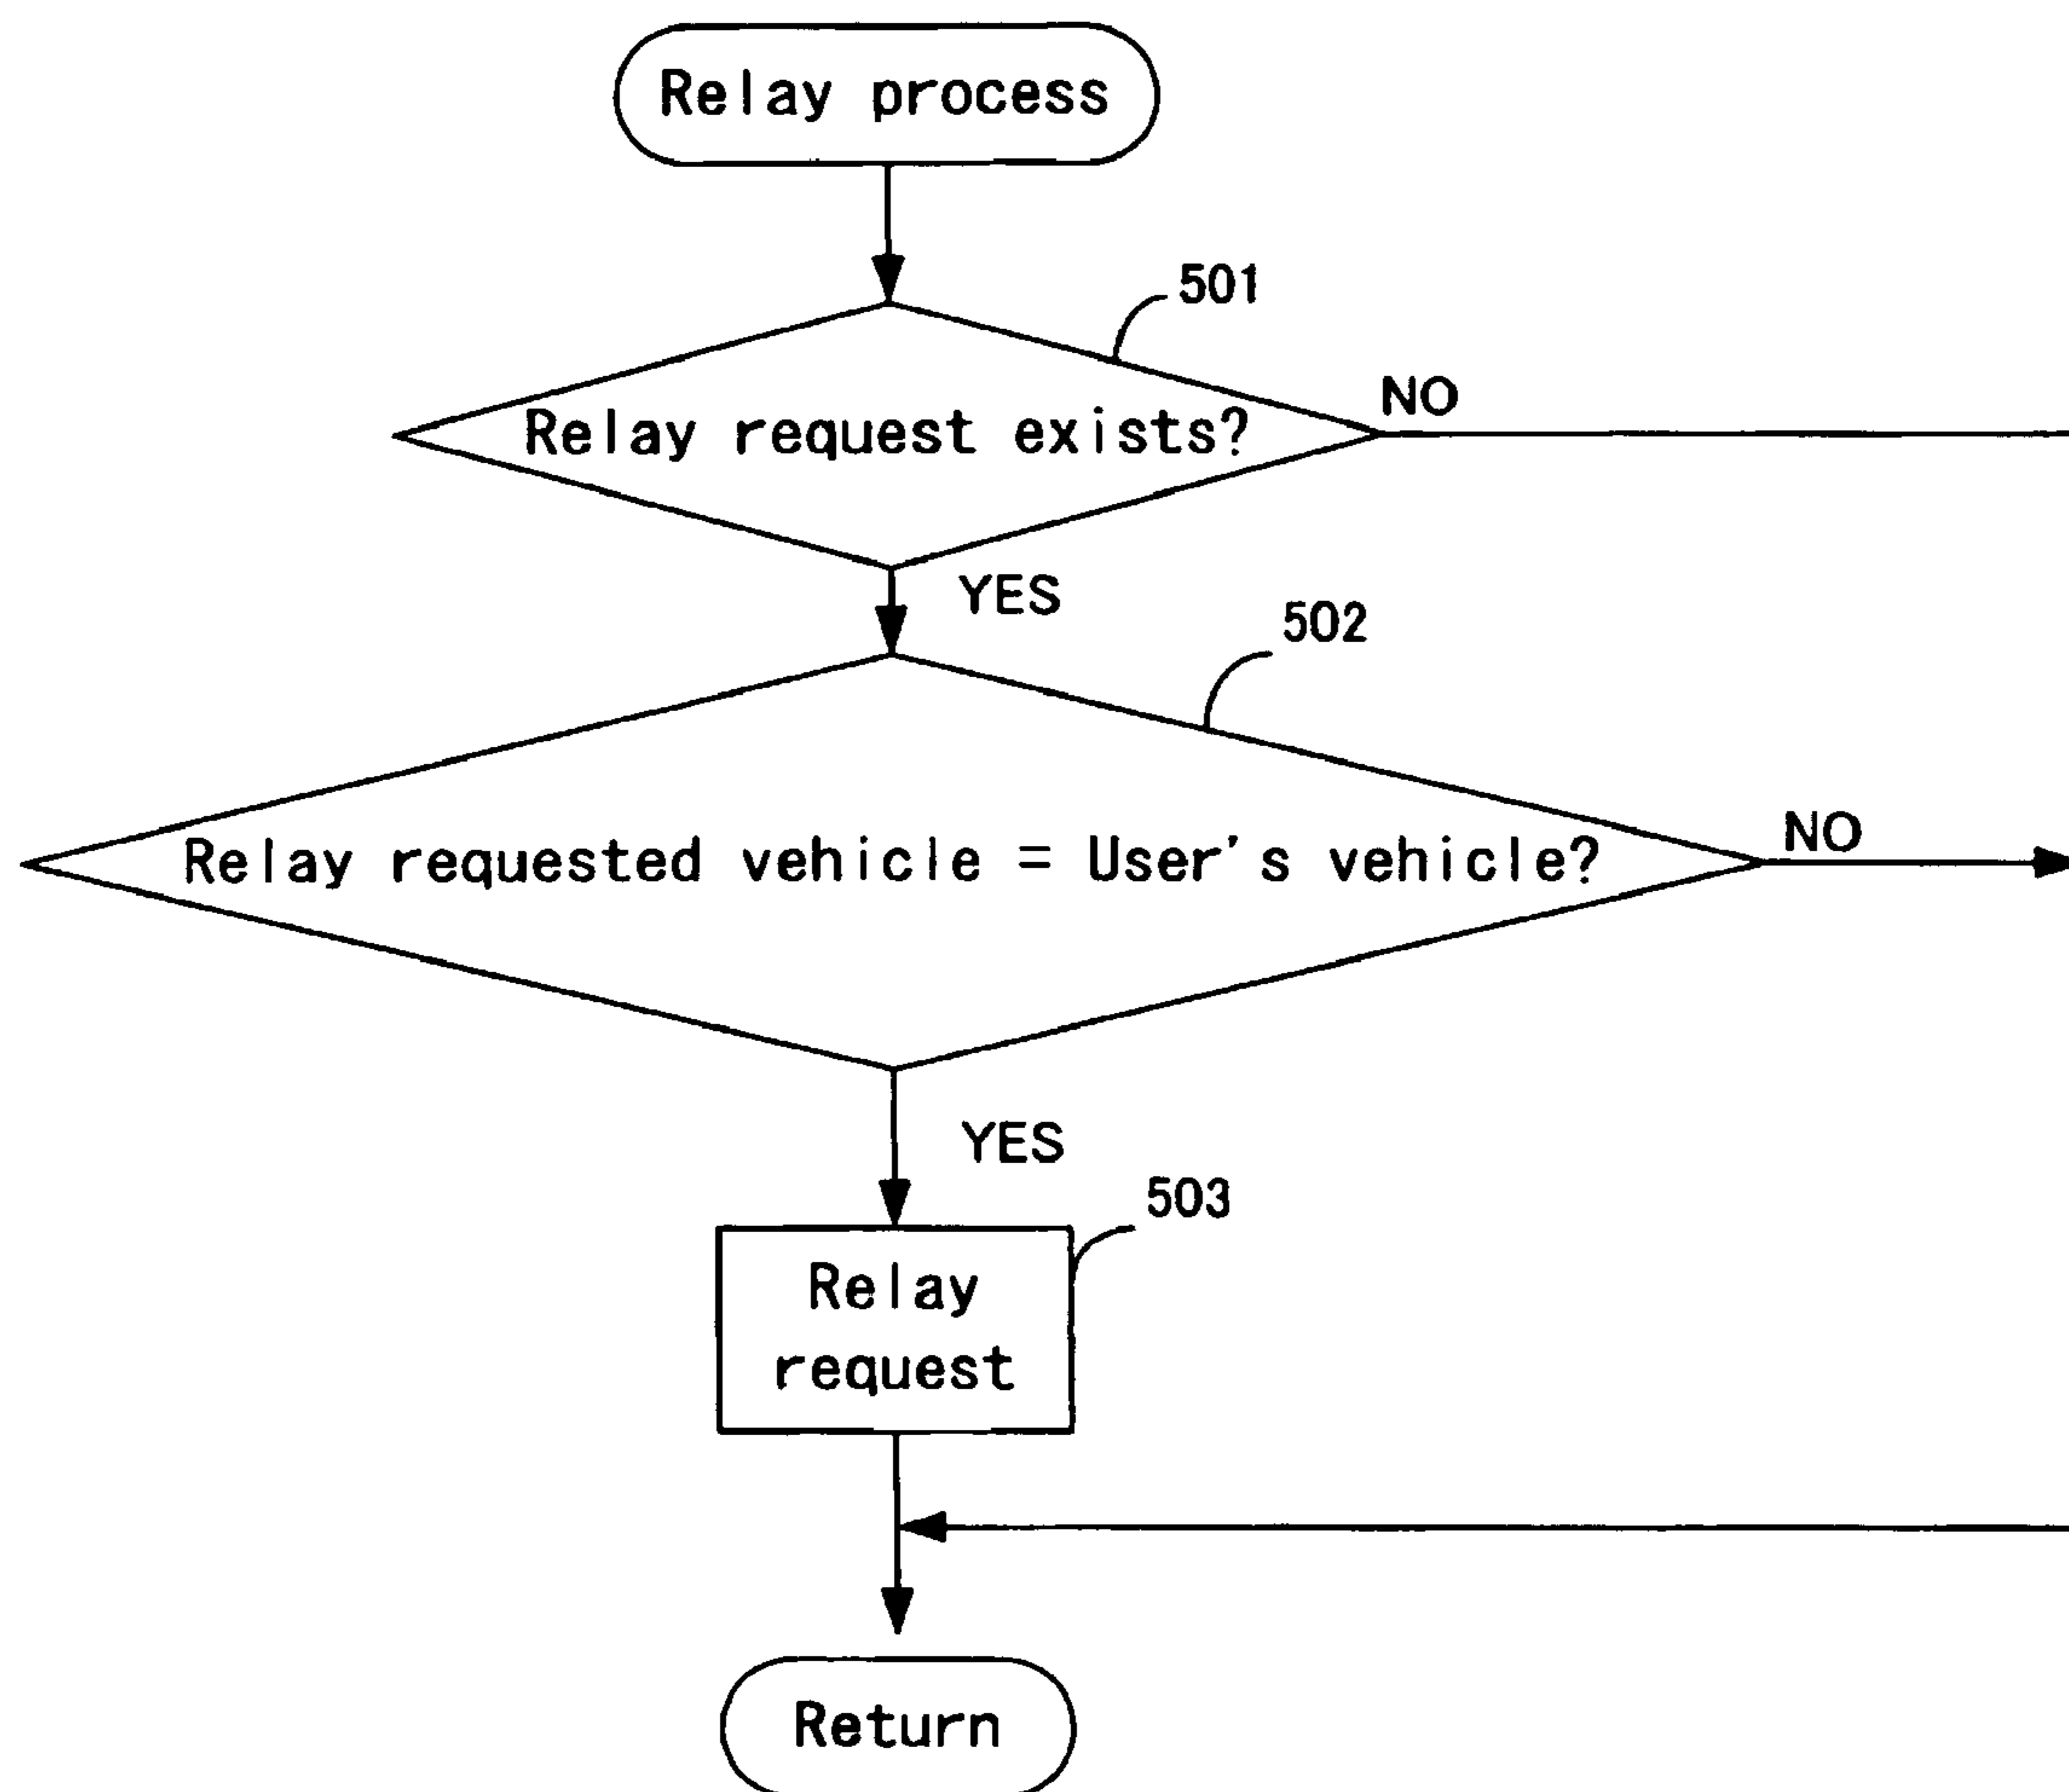 Relay process
501
Relay request exists?
NO
YES
502
Relay requested vehicle = User's vehicle?
NO
YES
503
Relay
request
Return